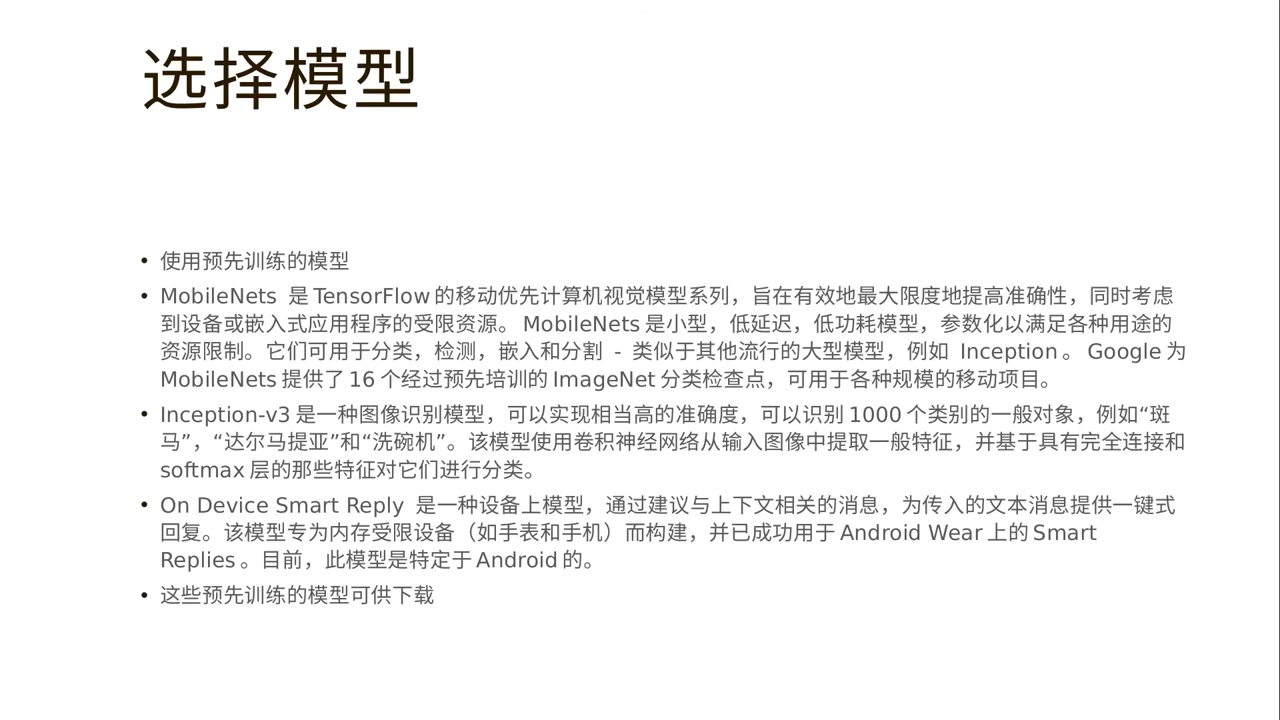 选择模型
• 使用预先训练的模型
• MobileNets 是 TensorFlow 的移动优先计算机视觉模型系列，旨在有效地最大限度地提高准确性，同时考虑
到设备或嵌入式应用程序的受限资源。 MobileNets 是小型，低延迟，低功耗模型，参数化以满足各种用途的
资源限制。它们可用于分类，检测，嵌入和分割 - 类似于其他流行的大型模型，例如 Inception 。 Google 为
MobileNets 提供了 16 个经过预先培训的 ImageNet 分类检查点，可用于各种规模的移动项目。
• Inception-v3 是一种图像识别模型，可以实现相当高的准确度，可以识别 1000 个类别的一般对象，例如“斑
马”，“达尔马提亚”和“洗碗机”。该模型使用卷积神经网络从输入图像中提取一般特征，并基于具有完全连接和
softmax 层的那些特征对它们进行分类。
• On Device Smart Reply 是一种设备上模型，通过建议与上下文相关的消息，为传入的文本消息提供一键式
回复。该模型专为内存受限设备（如手表和手机）而构建，并已成功用于 Android Wear 上的 Smart
Replies 。目前，此模型是特定于 Android 的。
• 这些预先训练的模型可供下载